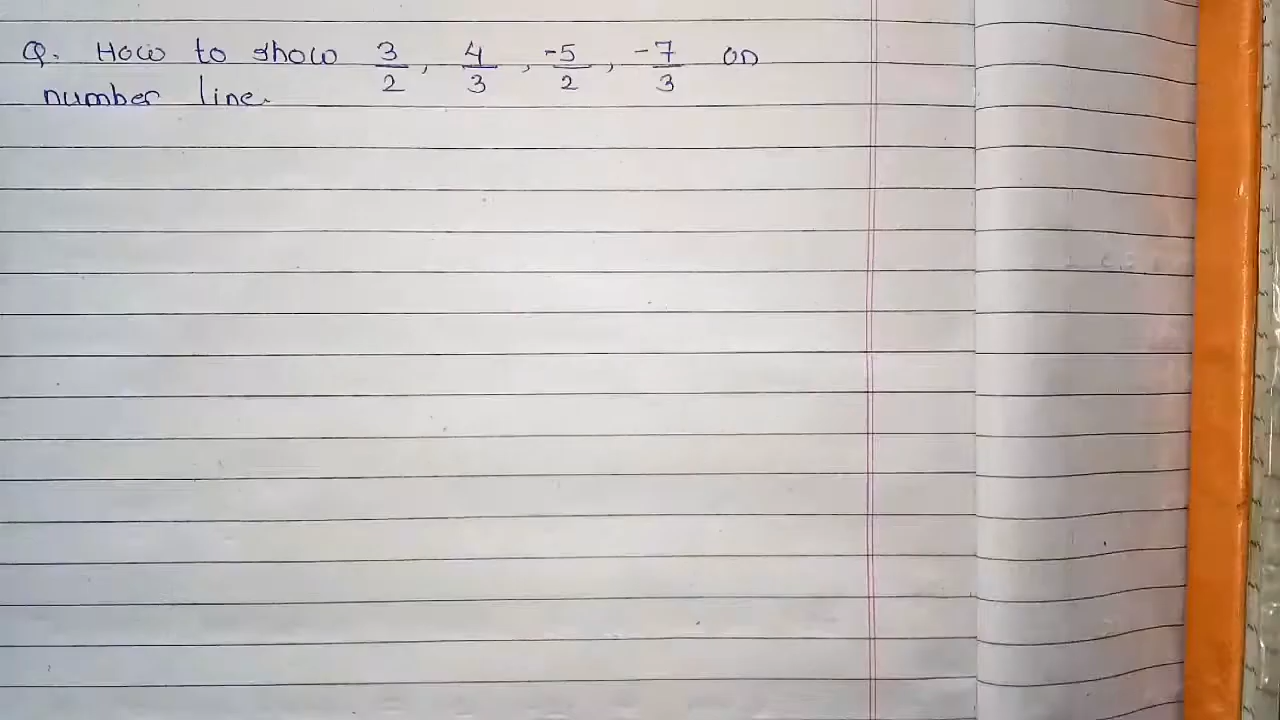 Q. How to show 3/2, 4/3, -5/2, -7/3 on
number line.